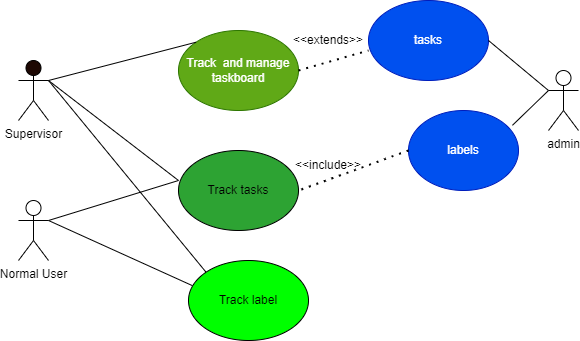 <<extends>>
tasks
Track and manage
taskboard
Supervisor
admin
labels
<<include>>
Track tasks
Normal User
Track label